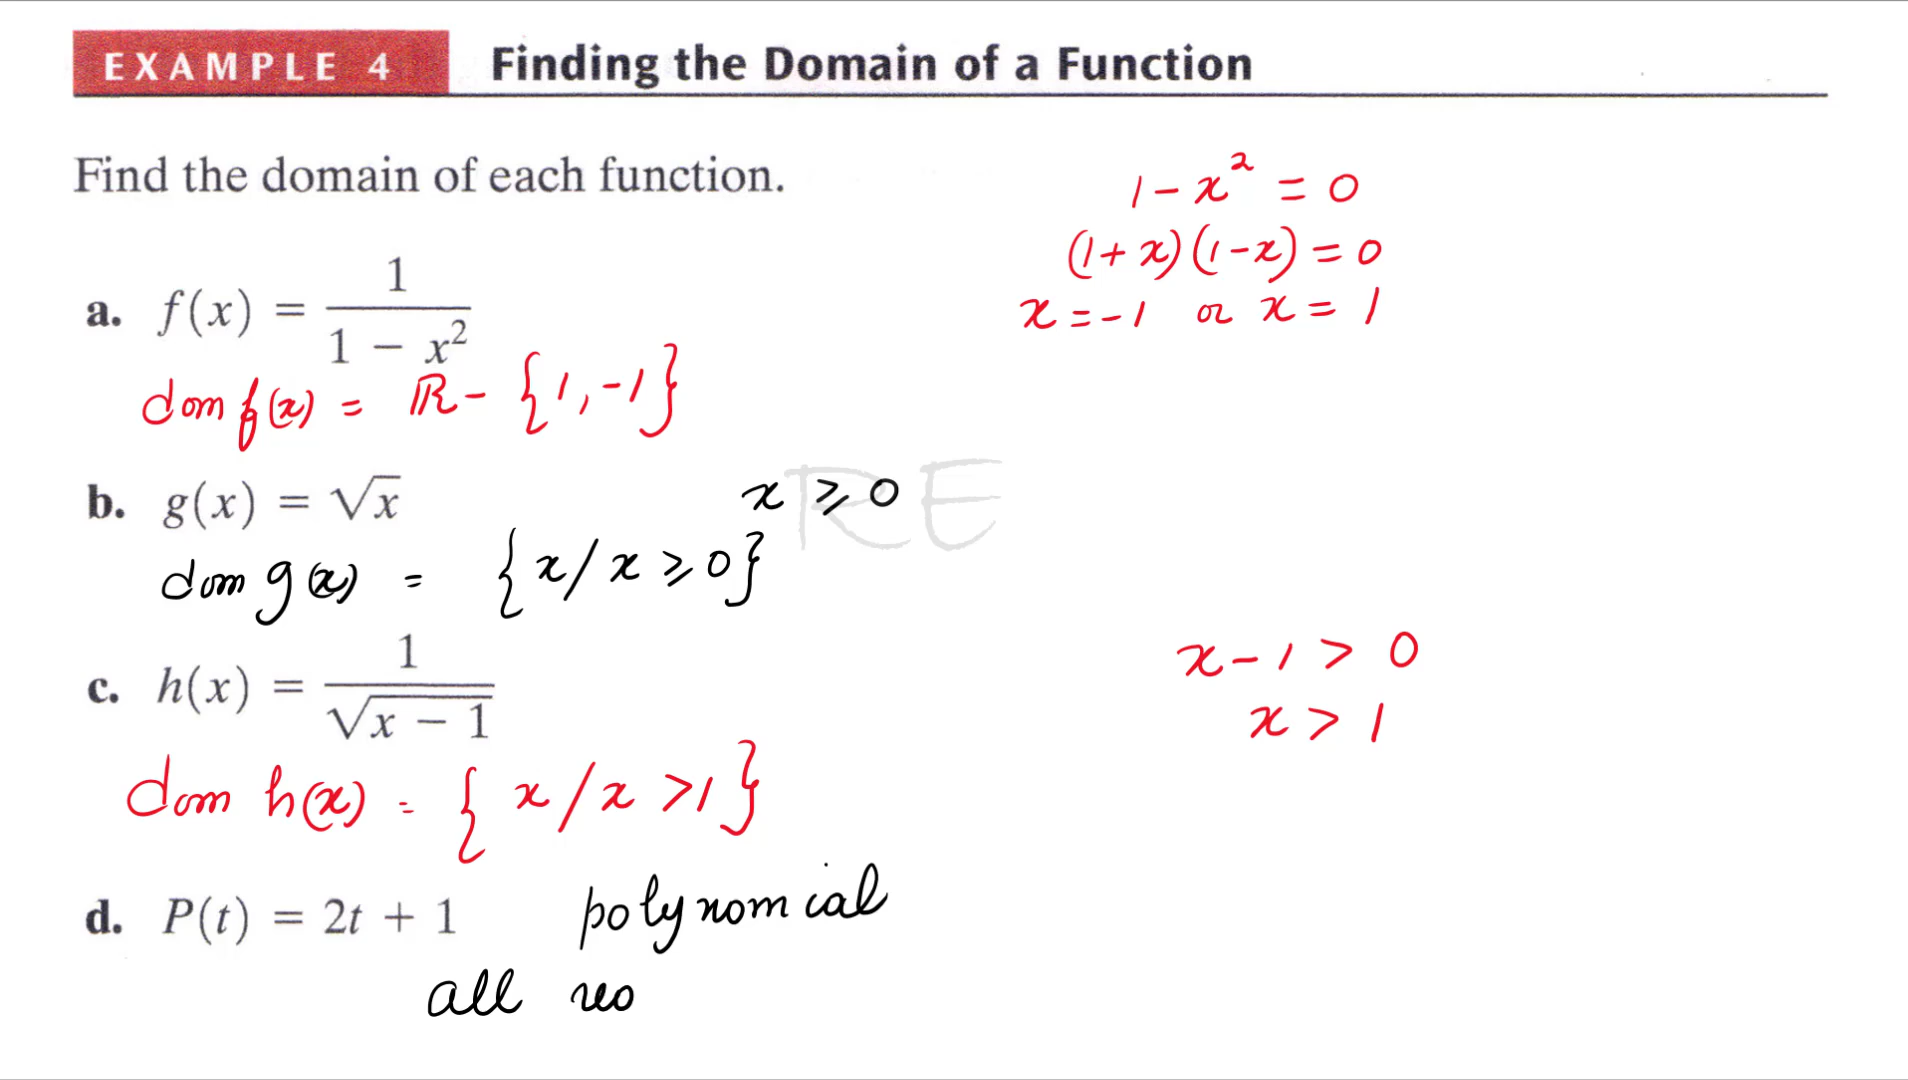 EXAMPLE 4 Finding the Domain of a Function
Find the domain of each function.
1 - x² = 0
(1 + x)(1 - x) = 0
x = -1 or x = 1
a. f(x) = 1 / (1 - x²)
dom f(x) = ℝ - {1, -1}
b. g(x) = √x x ≥ 0
RE
dom g(x) = {x / x ≥ 0}
c. h(x) = 1 / √(x - 1)
x - 1 > 0
x > 1
dom h(x) = {x / x > 1}
d. P(t) = 2t + 1 polynomial
all